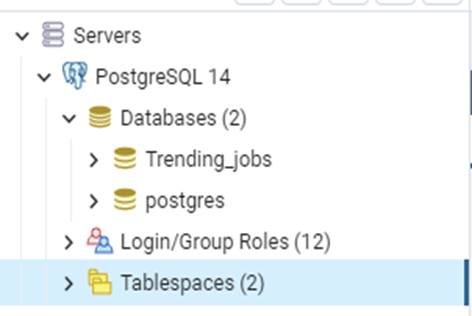 Servers
PostgreSQL 14
Databases (2)
Trending_jobs
postgres
Login/Group Roles (12)
Tablespaces (2)